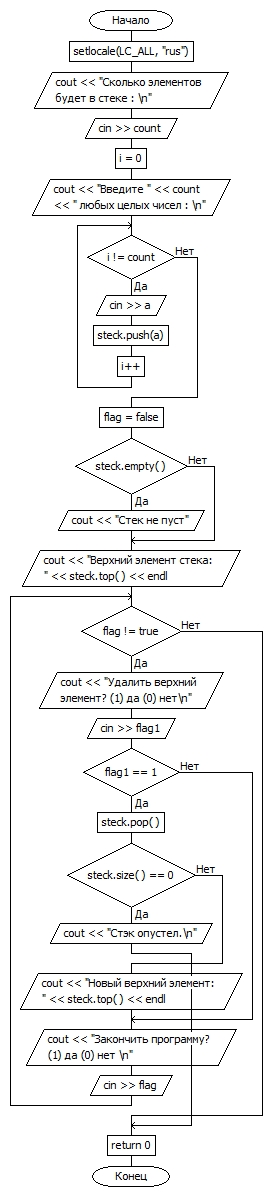 Начало
setlocale(LC_ALL, "rus")
cout << "Сколько элементов
будет в стеке : \n"
cin >> count
i = 0
cout << "Введите " << count
<< " любых целых чисел : \n"
i != count
Нет
Да
cin >> a
steck.push(a)
i++
flag = false
steck.empty()
Нет
Да
cout << "Стек не пуст"
cout << "Верхний элемент стека:
" << steck.top() << endl
flag != true
Нет
Да
cout << "Удалить верхний
элемент? (1) да (0) нет\n"
cin >> flag1
flag1 == 1
Нет
Да
steck.pop()
steck.size() == 0
Нет
Да
cout << "Стэк опустел.\n"
cout << "Новый верхний элемент:
" << steck.top() << endl
cout << "Закончить программу?
(1) да (0) нет \n"
cin >> flag
return 0
Конец